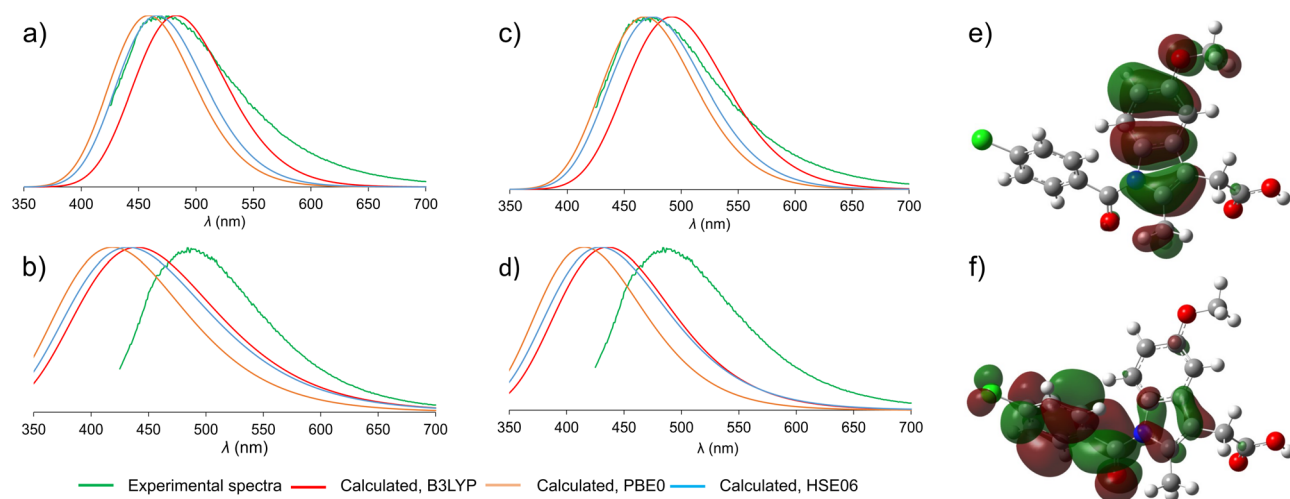 a)
350 400 450 500 550 600 650 700
λ (nm)
c)
350 400 450 500 550 600 650 700
λ (nm)
e)
b)
350 400 450 500 550 600 650 700
λ (nm)
d)
350 400 450 500 550 600 650 700
λ (nm)
f)
Experimental spectra Calculated, B3LYP Calculated, PBE0 Calculated, HSE06